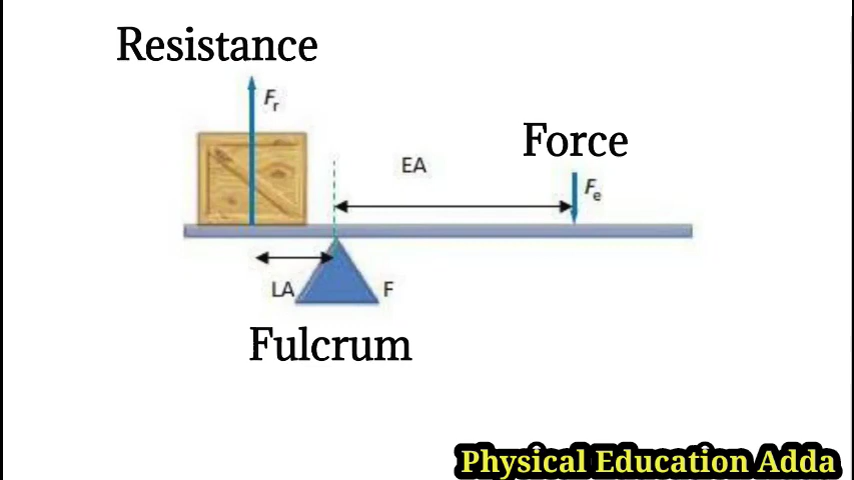 Resistance
Fr
Force
EA
Fe
LA
F
Fulcrum
Physical Education Adda